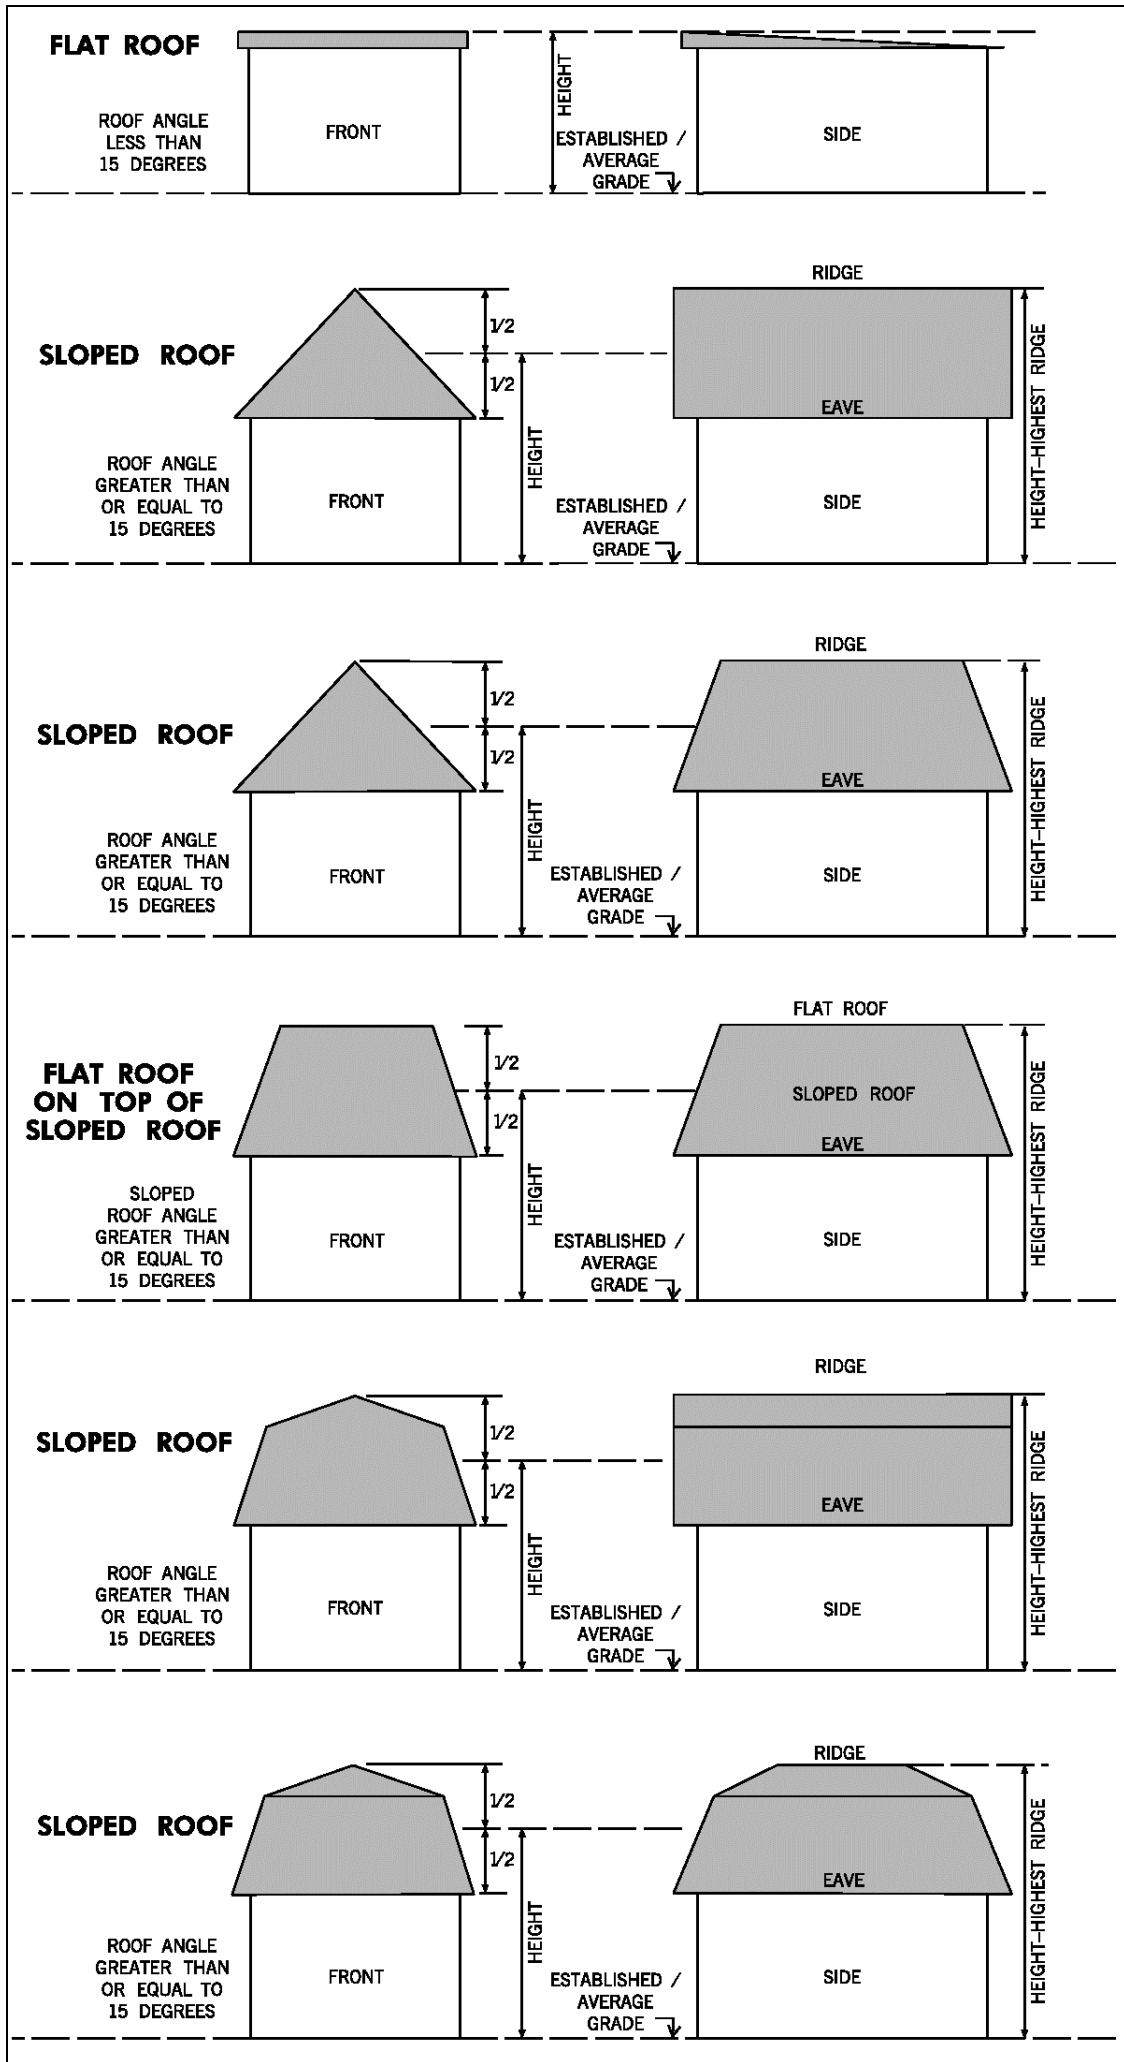 FLAT ROOF
ROOF ANGLE
LESS THAN
15 DEGREES
FRONT
HEIGHT
ESTABLISHED /
AVERAGE
GRADE
SIDE
SLOPED ROOF
ROOF ANGLE
GREATER THAN
OR EQUAL TO
15 DEGREES
FRONT
1/2
1/2
HEIGHT
ESTABLISHED /
AVERAGE
GRADE
RIDGE
EAVE
SIDE
HEIGHT-HIGHEST RIDGE
SLOPED ROOF
ROOF ANGLE
GREATER THAN
OR EQUAL TO
15 DEGREES
FRONT
1/2
1/2
HEIGHT
ESTABLISHED /
AVERAGE
GRADE
RIDGE
EAVE
SIDE
HEIGHT-HIGHEST RIDGE
FLAT ROOF
ON TOP OF
SLOPED ROOF
SLOPED
ROOF ANGLE
GREATER THAN
OR EQUAL TO
15 DEGREES
FRONT
1/2
1/2
HEIGHT
ESTABLISHED /
AVERAGE
GRADE
FLAT ROOF
SLOPED ROOF
EAVE
SIDE
HEIGHT-HIGHEST RIDGE
SLOPED ROOF
ROOF ANGLE
GREATER THAN
OR EQUAL TO
15 DEGREES
FRONT
1/2
1/2
HEIGHT
ESTABLISHED /
AVERAGE
GRADE
RIDGE
EAVE
SIDE
HEIGHT-HIGHEST RIDGE
SLOPED ROOF
ROOF ANGLE
GREATER THAN
OR EQUAL TO
15 DEGREES
FRONT
1/2
1/2
HEIGHT
ESTABLISHED /
AVERAGE
GRADE
RIDGE
EAVE
SIDE
HEIGHT-HIGHEST RIDGE